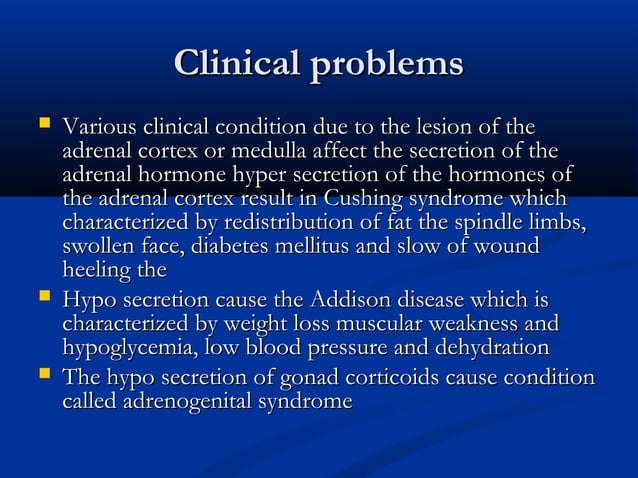 Clinical problems
Various clinical condition due to the lesion of the
adrenal cortex or medulla affect the secretion of the
adrenal hormone hyper secretion of the hormones of
the adrenal cortex result in Cushing syndrome which
characterized by redistribution of fat the spindle limbs,
swollen face, diabetes mellitus and slow of wound
heeling the
Hypo secretion cause the Addison disease which is
characterized by weight loss muscular weakness and
hypoglycemia, low blood pressure and dehydration
The hypo secretion of gonad corticoids cause condition
called adrenogenital syndrome